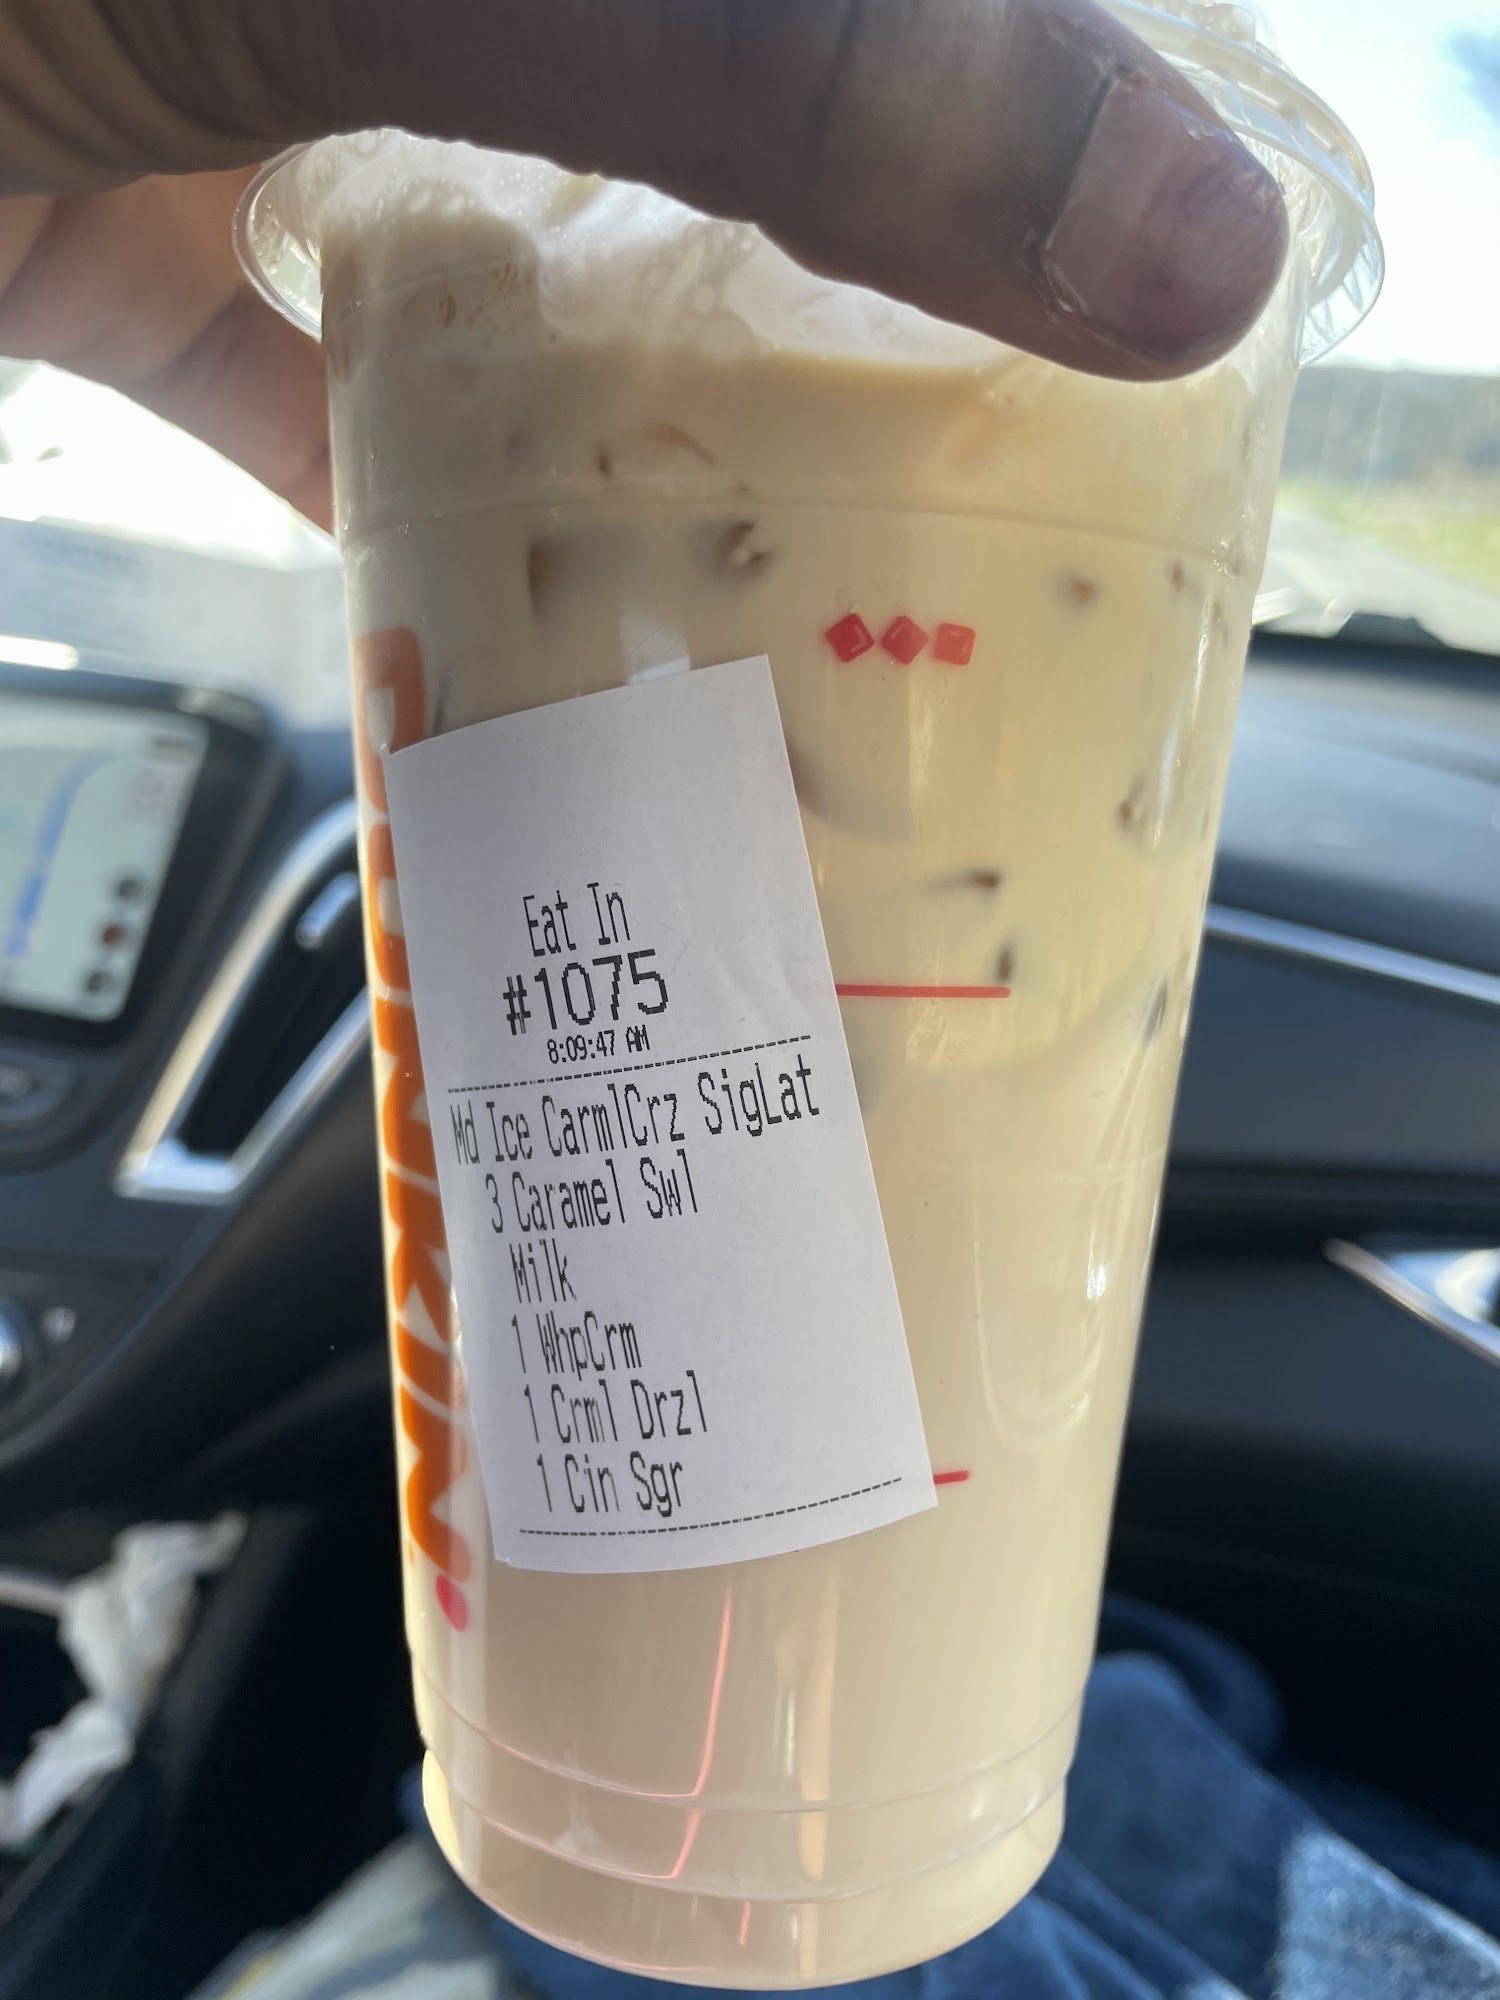 DUNKIN'
Eat In
#1075
8:09:47 AM
Md Ice CarmlCrz SigLat
3 Caramel Swl
Milk
1 WhpCrm
1 Crml Drzl
1 Cin Sgr